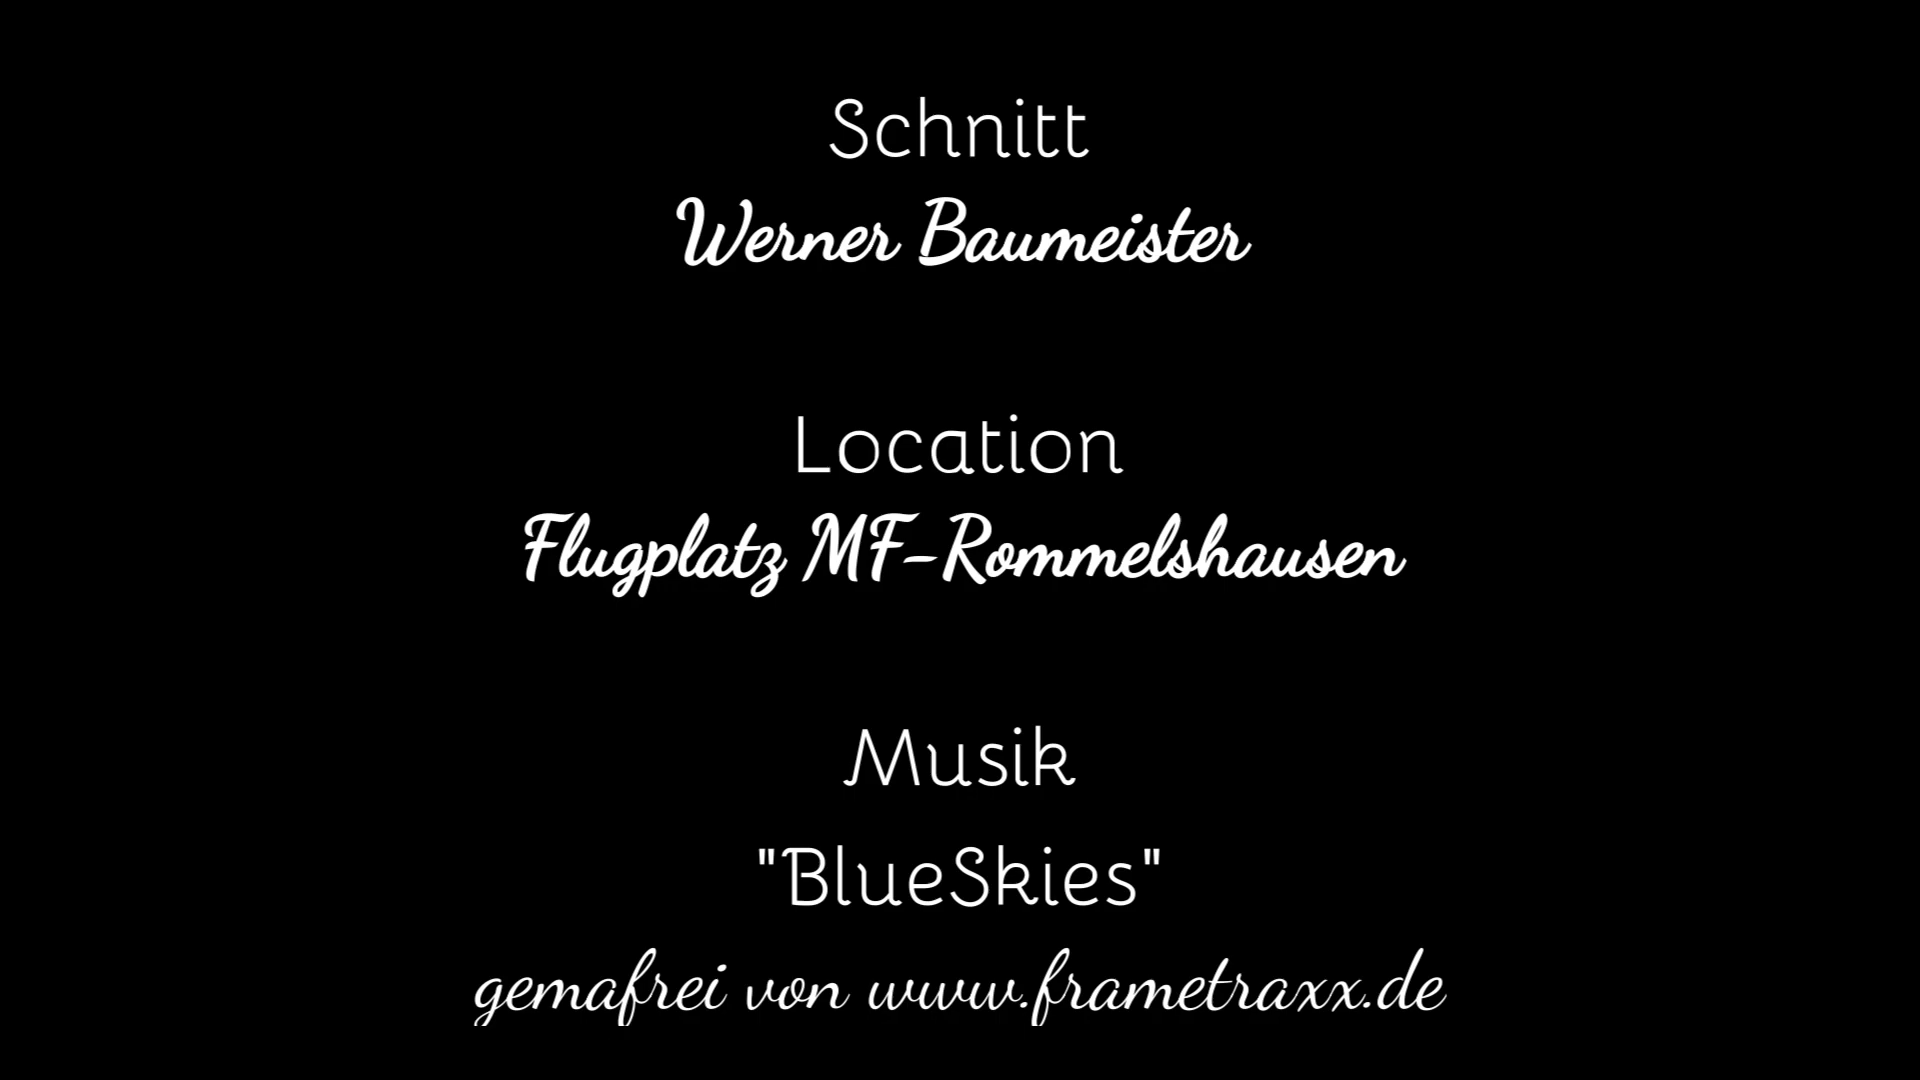 Schnitt
Werner Baumeister
Location
Flugplatz MF-Rommelshausen
Musik
"BlueSkies"
gemafrei von www.frametraxx.de